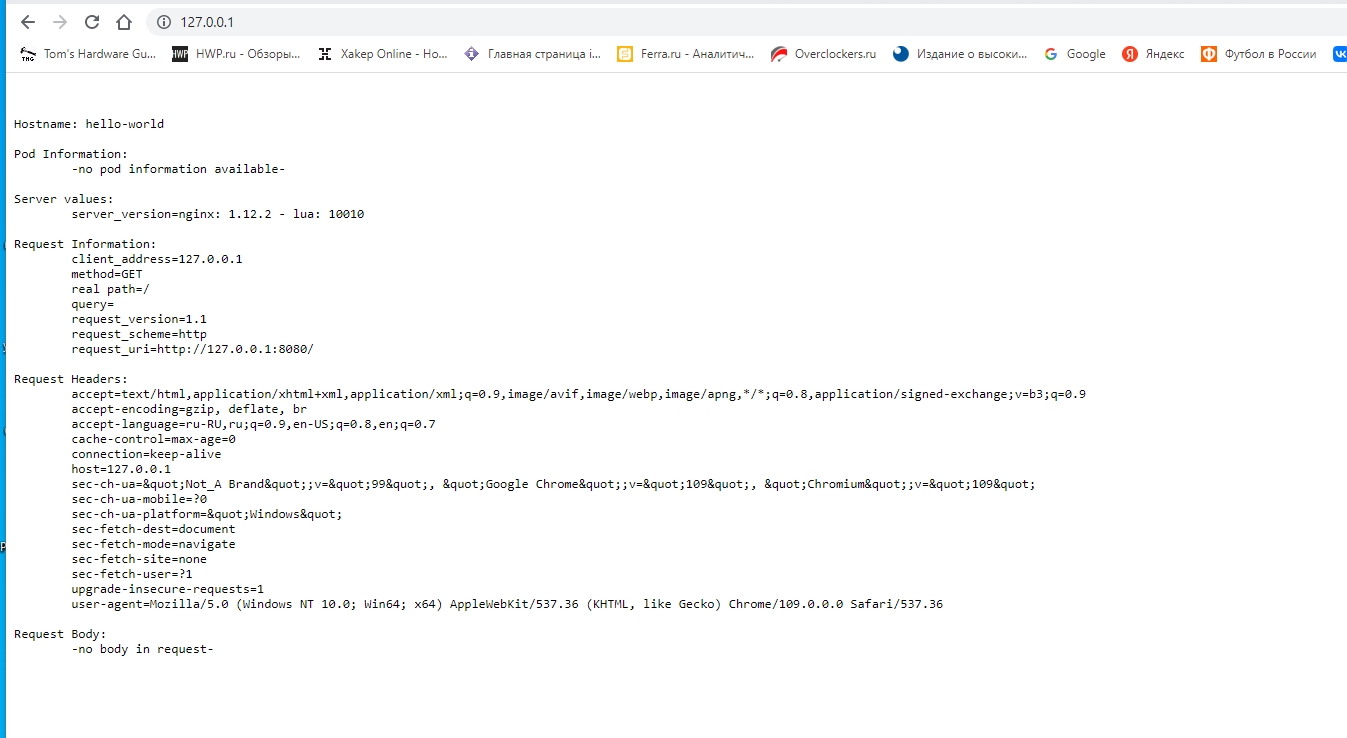 127.0.0.1
THG Tom's Hardware Gu... HWP HWP.ru - Обзоры... Xakep Online - Но... Главная страница i... Ferra.ru - Аналитич... Overclockers.ru Издание о высоки... Google Яндекс Футбол в России
Hostname: hello-world
Pod Information:
-no pod information available-
Server values:
server_version=nginx: 1.12.2 - lua: 10010
Request Information:
client_address=127.0.0.1
method=GET
real path=/
query=
request_version=1.1
request_scheme=http
request_uri=http://127.0.0.1:8080/
Request Headers:
accept=text/html,application/xhtml+xml,application/xml;q=0.9,image/avif,image/webp,image/apng,*/*;q=0.8,application/signed-exchange;v=b3;q=0.9
accept-encoding=gzip, deflate, br
accept-language=ru-RU,ru;q=0.9,en-US;q=0.8,en;q=0.7
cache-control=max-age=0
connection=keep-alive
host=127.0.0.1
sec-ch-ua=&quot;Not_A Brand&quot;;v=&quot;99&quot;, &quot;Google Chrome&quot;;v=&quot;109&quot;, &quot;Chromium&quot;;v=&quot;109&quot;
sec-ch-ua-mobile=?0
sec-ch-ua-platform=&quot;Windows&quot;
sec-fetch-dest=document
sec-fetch-mode=navigate
sec-fetch-site=none
sec-fetch-user=?1
upgrade-insecure-requests=1
user-agent=Mozilla/5.0 (Windows NT 10.0; Win64; x64) AppleWebKit/537.36 (KHTML, like Gecko) Chrome/109.0.0.0 Safari/537.36
Request Body:
-no body in request-